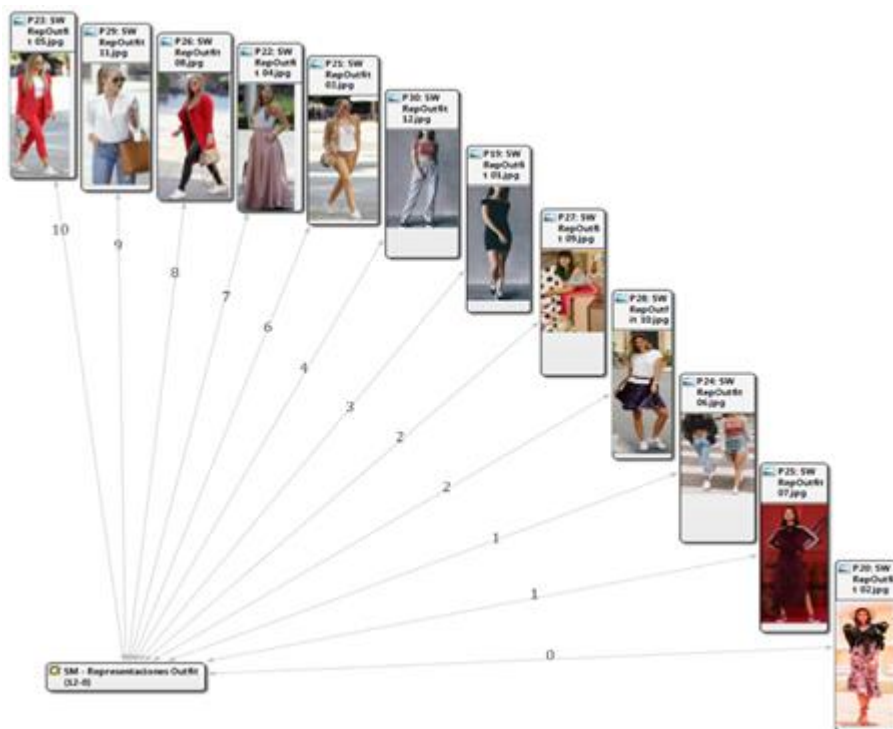 P23: SW
RepOutfi
t 05.jpg
P29: SW
RepOutfit
11.jpg
P26: SW
RepOutfit
08.jpg
P22: SW
RepOutfi
t 04.jpg
P21: SW
RepOutfit
03.jpg
P30: SW
RepOutfit
12.jpg
P19: SW
RepOutfi
t 01.jpg
P27: SW
RepOutfi
t 09.jpg
P28: SW
RepOutf
it 10.jpg
P24: SW
RepOutfit
06.jpg
P25: SW
RepOutfit
07.jpg
P20: SW
RepOutfi
t 02.jpg
10
9
8
7
6
4
3
2
2
1
1
0
SM - Representaciones Outfit
{12-0}